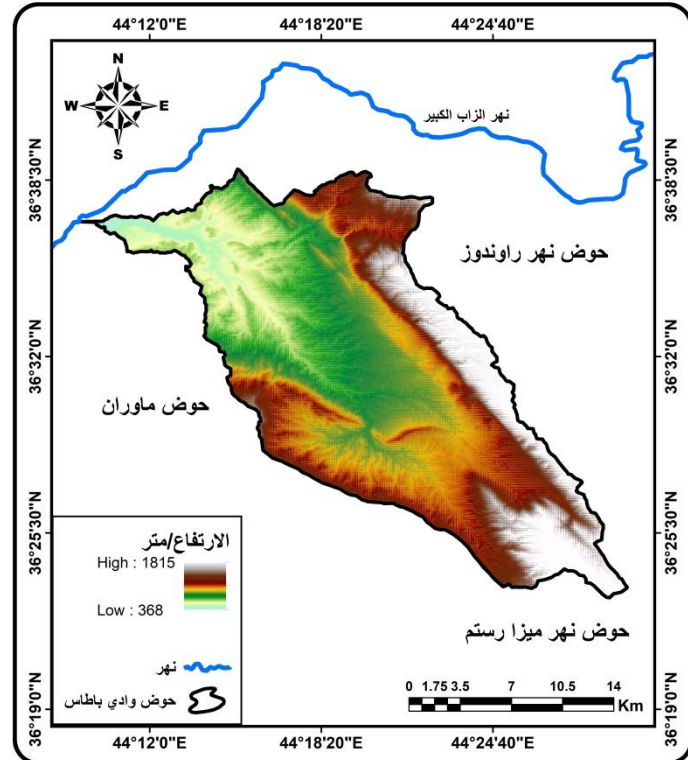 44°12'0"E 44°18'20"E 44°24'40"E
N
W E
S
نهر الزاب الكبير
36°38'30"N 36°38'30"N
حوض نهر راوندوز
36°32'0"N 36°32'0"N
حوض ماوران
36°25'30"N 36°25'30"N
الارتفاع/متر
High : 1815
Low : 368
حوض نهر ميزا رستم
نهر
حوض وادي باطاس
0 1.75 3.5 7 10.5 14
Km
36°19'0"N 36°19'0"N
44°12'0"E 44°18'20"E 44°24'40"E